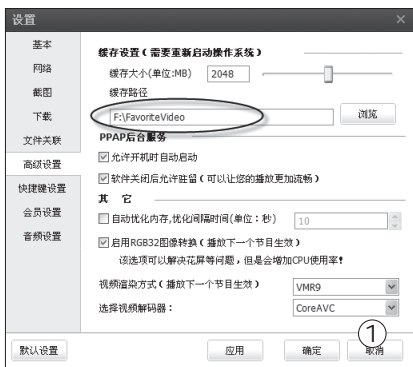 设置
基本
网络
截图
下载
文件关联
高级设置
快捷键设置
会员设置
音频设置
缓存设置（需要重新启动操作系统）
缓存大小(单位:MB) 2048
缓存路径
F:\FavoriteVideo 浏览
PPAP后台服务
允许开机时自动启动
软件关闭后允许驻留（可以让您的播放更加流畅）
其 它
自动优化内存,优化间隔时间(单位：秒) 10
启用RGB32图像转换（播放下一个节目生效）
该选项可以解决花屏等问题，但是会增加CPU使用率!
视频渲染方式（播放下一个节目生效） VMR9
选择视频解码器： CoreAVC
①
默认设置 应用 确定 取消